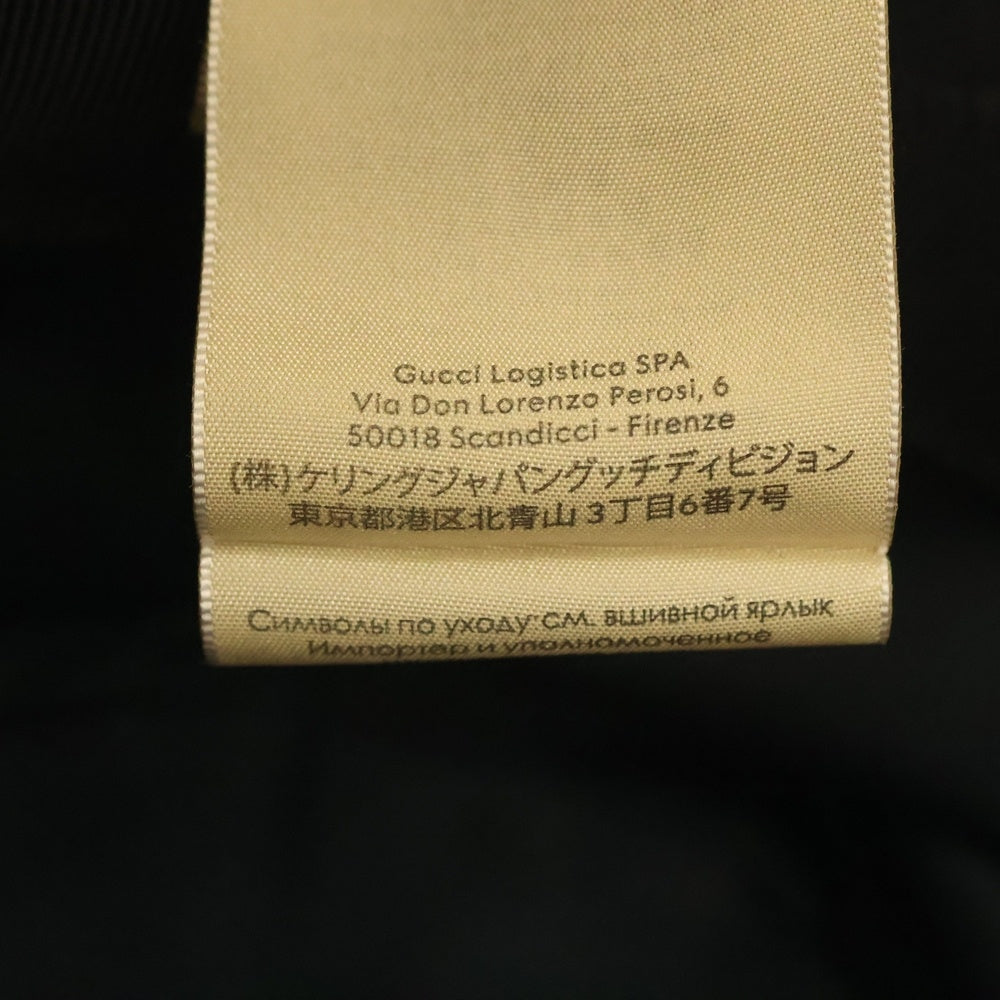 Gucci Logistica SPA
Via Don Lorenzo Perosi, 6
50018 Scandicci - Firenze
(株)ケリングジャパングッチディビジョン
東京都港区北青山 3丁目6番7号
Символы по уходу см. вшивной ярлык
Импортер и уполномоченное